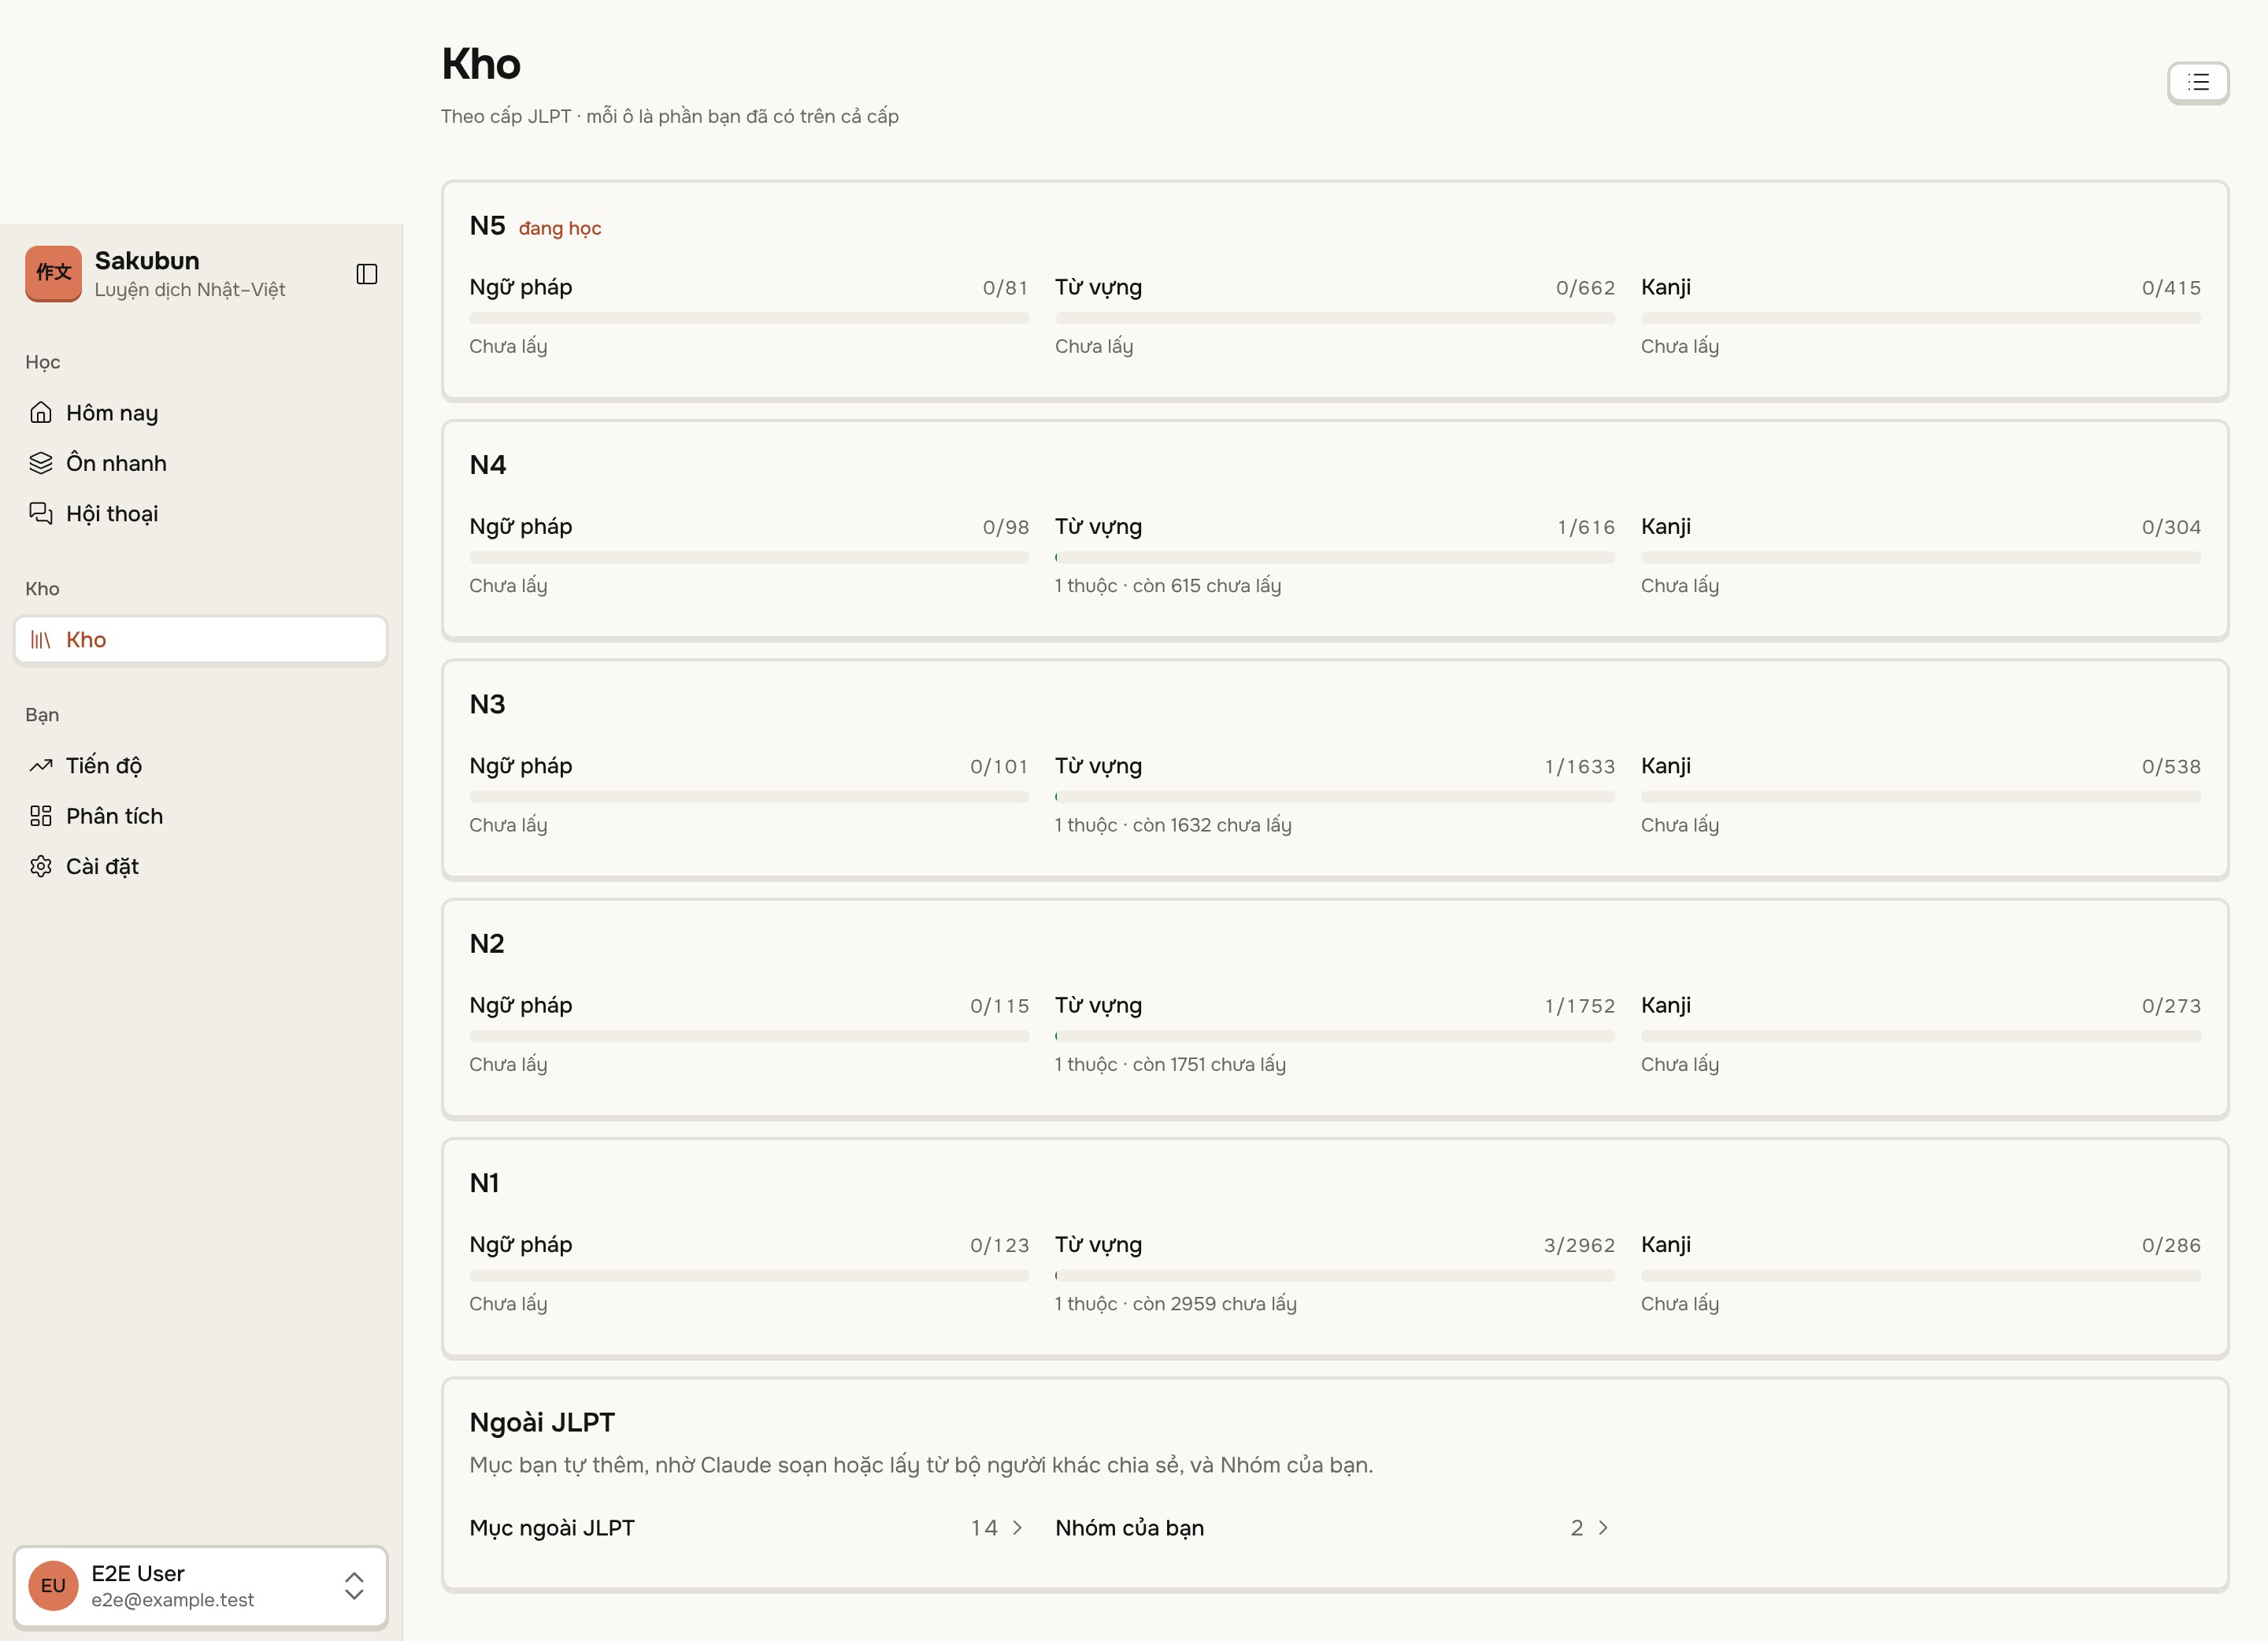 作文
Sakubun
Luyện dịch Nhật–Việt
Học
Hôm nay
Ôn nhanh
Hội thoại
Kho
Kho
Bạn
Tiến độ
Phân tích
Cài đặt
EU
E2E User
e2e@example.test
Kho
Theo cấp JLPT · mỗi ô là phần bạn đã có trên cả cấp
N5 đang học
Ngữ pháp 0/81 Từ vựng 0/662 Kanji 0/415
Chưa lấy Chưa lấy Chưa lấy
N4
Ngữ pháp 0/98 Từ vựng 1/616 Kanji 0/304
Chưa lấy 1 thuộc · còn 615 chưa lấy Chưa lấy
N3
Ngữ pháp 0/101 Từ vựng 1/1633 Kanji 0/538
Chưa lấy 1 thuộc · còn 1632 chưa lấy Chưa lấy
N2
Ngữ pháp 0/115 Từ vựng 1/1752 Kanji 0/273
Chưa lấy 1 thuộc · còn 1751 chưa lấy Chưa lấy
N1
Ngữ pháp 0/123 Từ vựng 3/2962 Kanji 0/286
Chưa lấy 1 thuộc · còn 2959 chưa lấy Chưa lấy
Ngoài JLPT
Mục bạn tự thêm, nhờ Claude soạn hoặc lấy từ bộ người khác chia sẻ, và Nhóm của bạn.
Mục ngoài JLPT 14 Nhóm của bạn 2